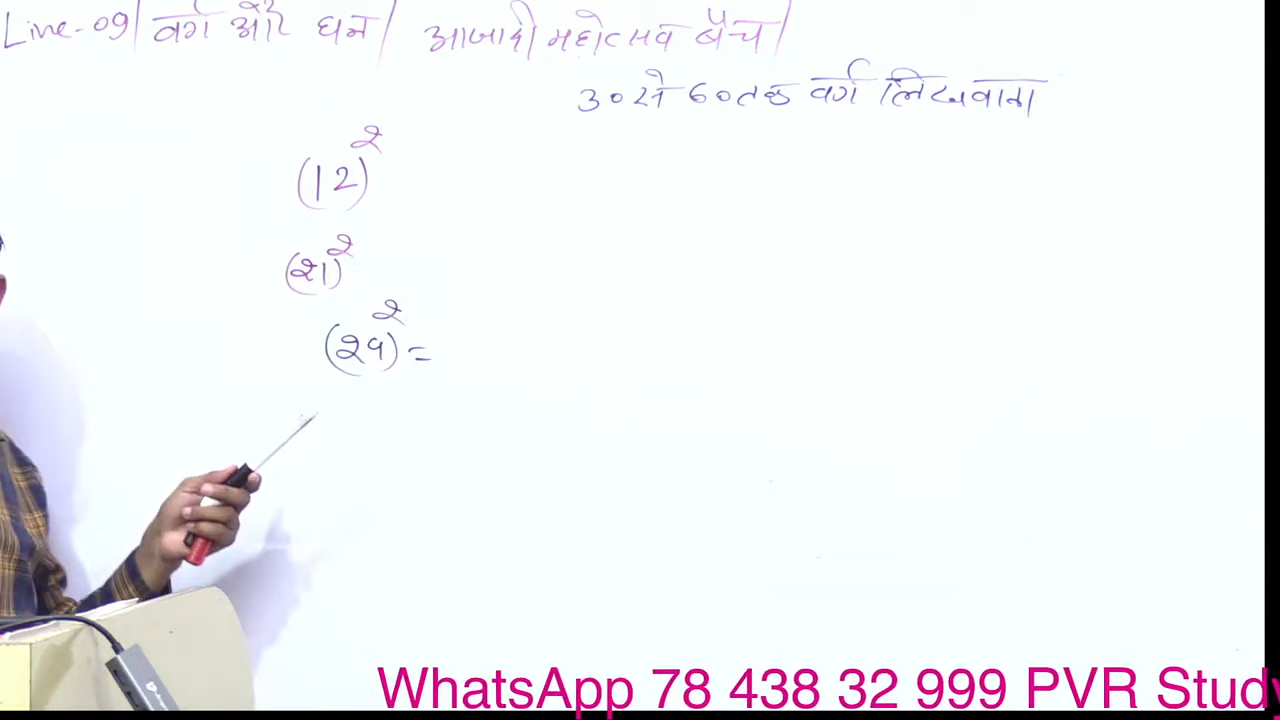 Line-09/ वर्ग और घन/ आजादी महोत्सव बैच/
30 से 60 तक वर्ग लिखवाना
(12)²
(21)²
(29)² =
WhatsApp 78 438 32 999 PVR Study